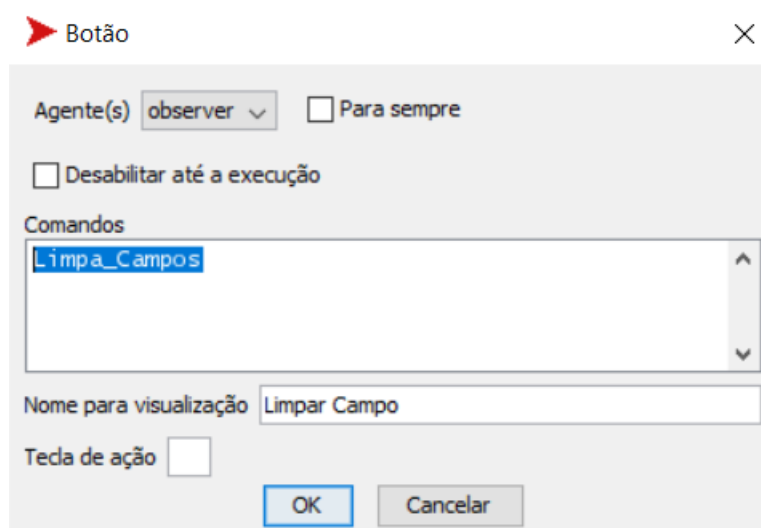 Botão
Agente(s) observer Para sempre
Desabilitar até a execução
Comandos
Limpa_Campos
Nome para visualização Limpar Campo
Tecla de ação
OK Cancelar